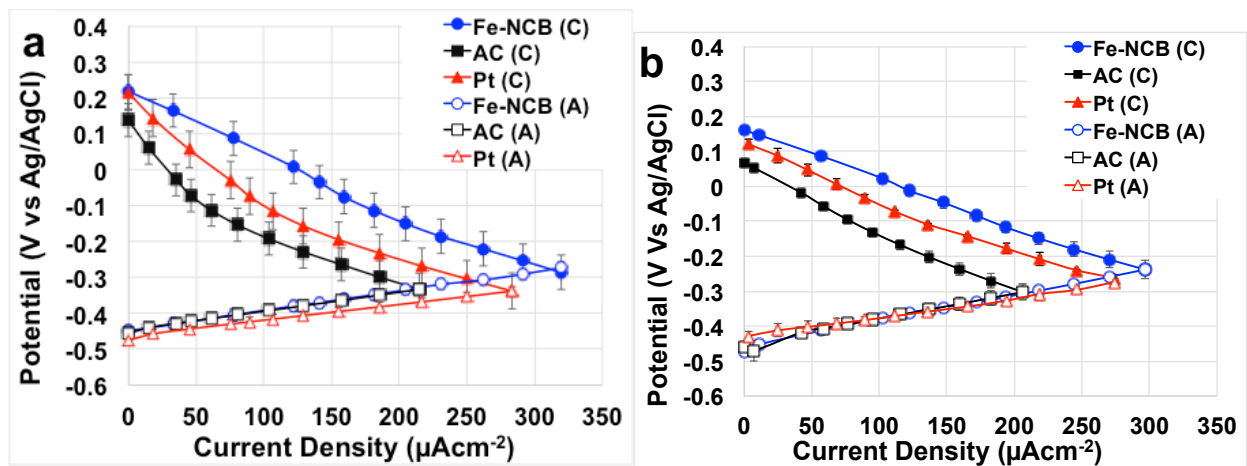 a
Potential (V vs Ag/AgCl)
0.4
0.3
0.2
0.1
0
-0.1
-0.2
-0.3
-0.4
-0.5
-0.6
Fe-NCB (C)
AC (C)
Pt (C)
Fe-NCB (A)
AC (A)
Pt (A)
0 50 100 150 200 250 300 350
Current Density (µAcm-2)
b
Potential (V Vs Ag/AgCl)
0.4
0.3
0.2
0.1
0
-0.1
-0.2
-0.3
-0.4
-0.5
-0.6
Fe-NCB (C)
AC (C)
Pt (C)
Fe-NCB (A)
AC (A)
Pt (A)
0 50 100 150 200 250 300 350
Current Density (µAcm-2)